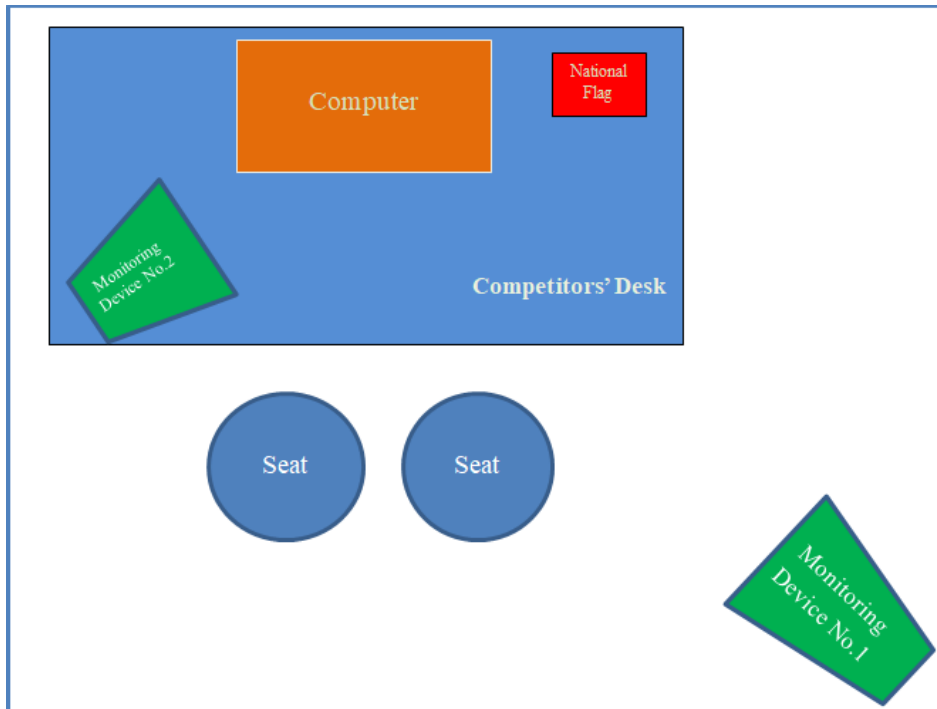 Computer
National
Flag
Monitoring
Device No.2
Competitors’ Desk
Seat
Seat
Monitoring
Device No.1